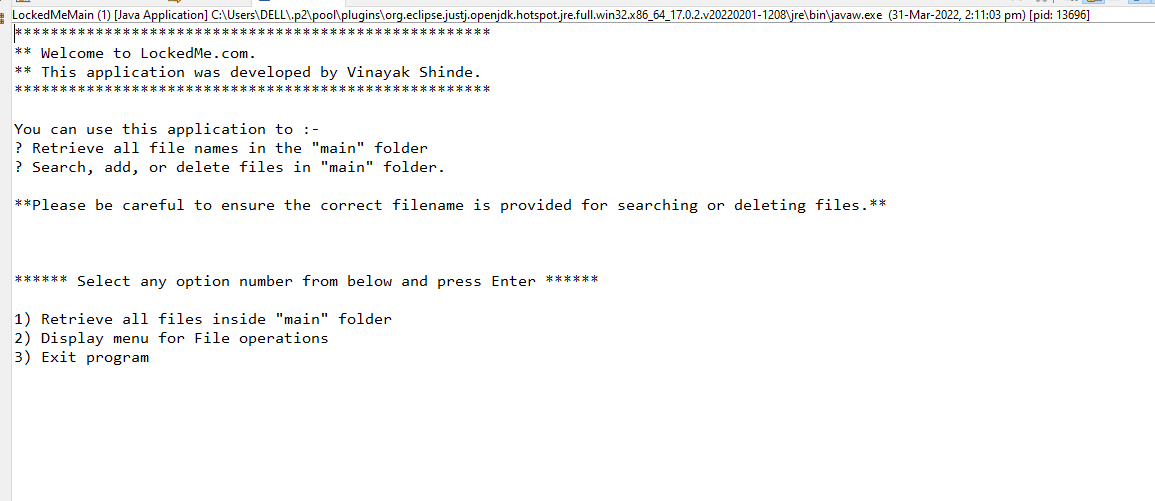 LockedMeMain (1) [Java Application] C:\Users\DELL\.p2\pool\plugins\org.eclipse.justj.openjdk.hotspot.jre.full.win32.x86_64_17.0.2.v20220201-1208\jre\bin\javaw.exe (31-Mar-2022, 2:11:03 pm) [pid: 13696]
*****************************************************
** Welcome to LockedMe.com.
** This application was developed by Vinayak Shinde.
*****************************************************
You can use this application to :-
? Retrieve all file names in the "main" folder
? Search, add, or delete files in "main" folder.
**Please be careful to ensure the correct filename is provided for searching or deleting files.**
****** Select any option number from below and press Enter ******
1) Retrieve all files inside "main" folder
2) Display menu for File operations
3) Exit program